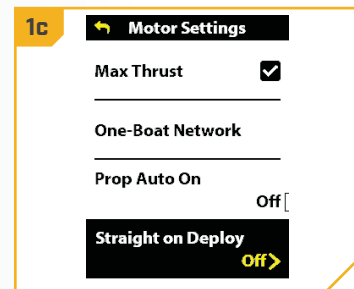 1c
Motor Settings
Max Thrust
One-Boat Network
Prop Auto On
Off
Straight on Deploy
Off>